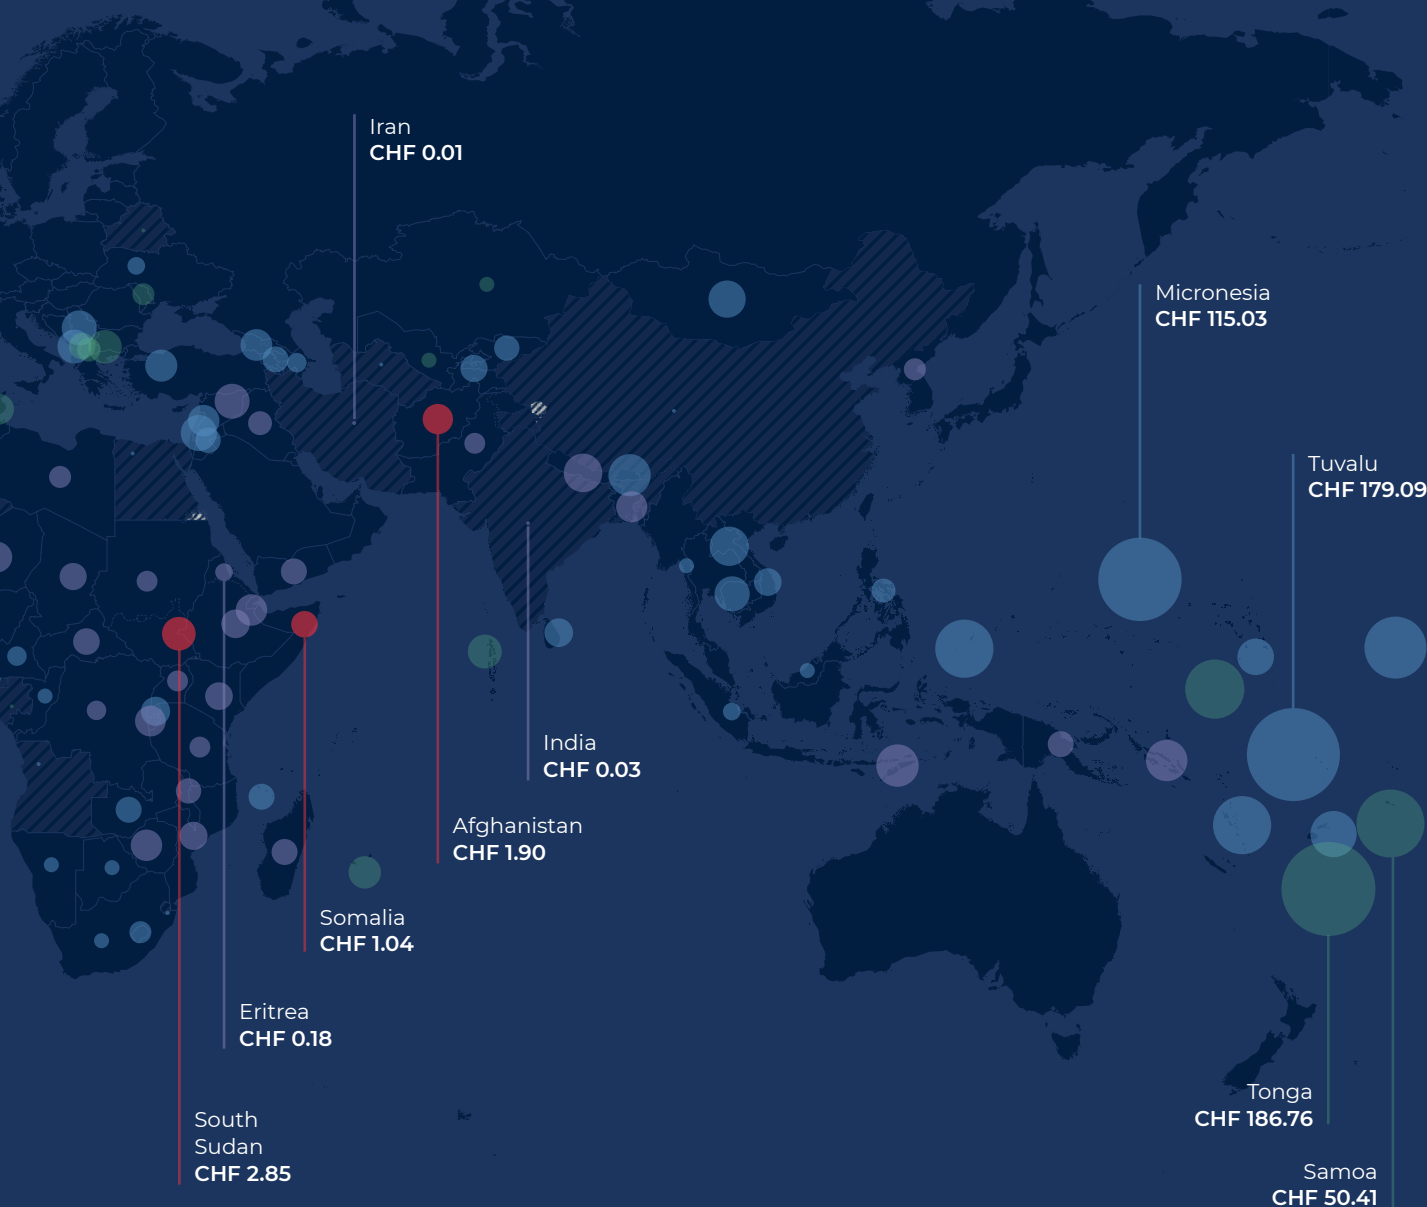 Iran
CHF 0.01
Micronesia
CHF 115.03
Tuvalu
CHF 179.09
India
CHF 0.03
Afghanistan
CHF 1.90
Somalia
CHF 1.04
Eritrea
CHF 0.18
South
Sudan
CHF 2.85
Tonga
CHF 186.76
Samoa
CHF 50.41